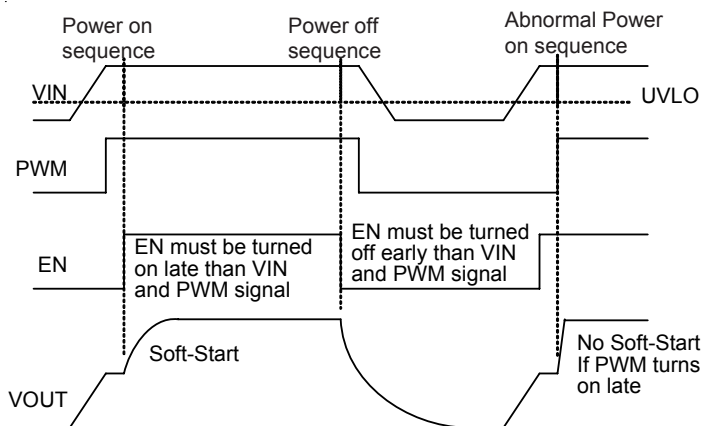 Power on
sequence
Power off
sequence
Abnormal Power
on sequence
VIN
UVLO
PWM
EN
EN must be turned
on late than VIN
and PWM signal
EN must be turned
off early than VIN
and PWM signal
Soft-Start
No Soft-Start
If PWM turns
on late
VOUT